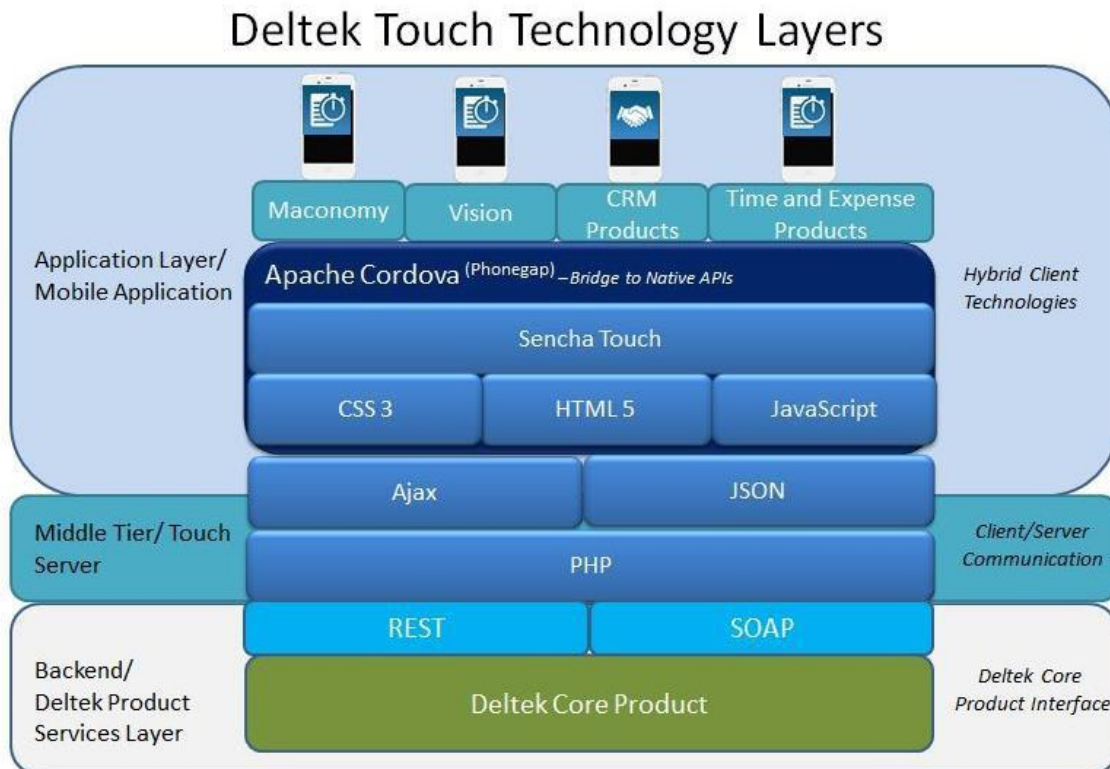 Deltek Touch Technology Layers
Maconomy
Vision
CRM
Products
Time and Expense
Products
Application Layer/
Mobile Application
Apache Cordova (Phonegap) – Bridge to Native APIs
Hybrid Client
Technologies
Sencha Touch
CSS 3
HTML 5
JavaScript
Ajax
JSON
Middle Tier/ Touch
Server
PHP
Client/Server
Communication
REST
SOAP
Backend/
Deltek Product
Services Layer
Deltek Core Product
Deltek Core
Product Interface